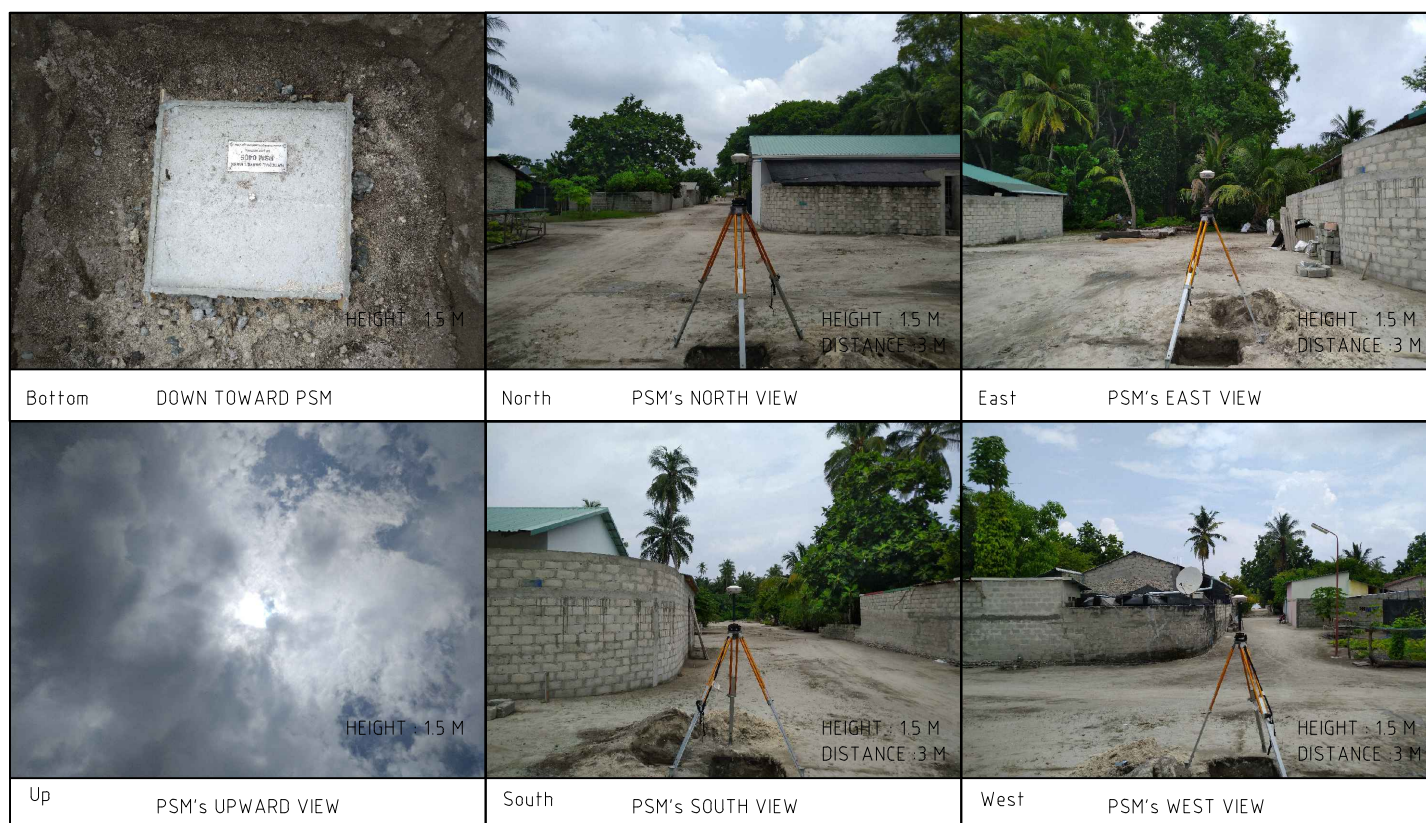 PSM 0405
HEIGHT : 1.5 M
HEIGHT : 1.5 M
DISTANCE :3 M
HEIGHT : 1.5 M
DISTANCE :3 M
Bottom DOWN TOWARD PSM
North PSM's NORTH VIEW
East PSM's EAST VIEW
HEIGHT : 1.5 M
HEIGHT : 1.5 M
DISTANCE :3 M
HEIGHT : 1.5 M
DISTANCE :3 M
Up PSM's UPWARD VIEW
South PSM's SOUTH VIEW
West PSM's WEST VIEW